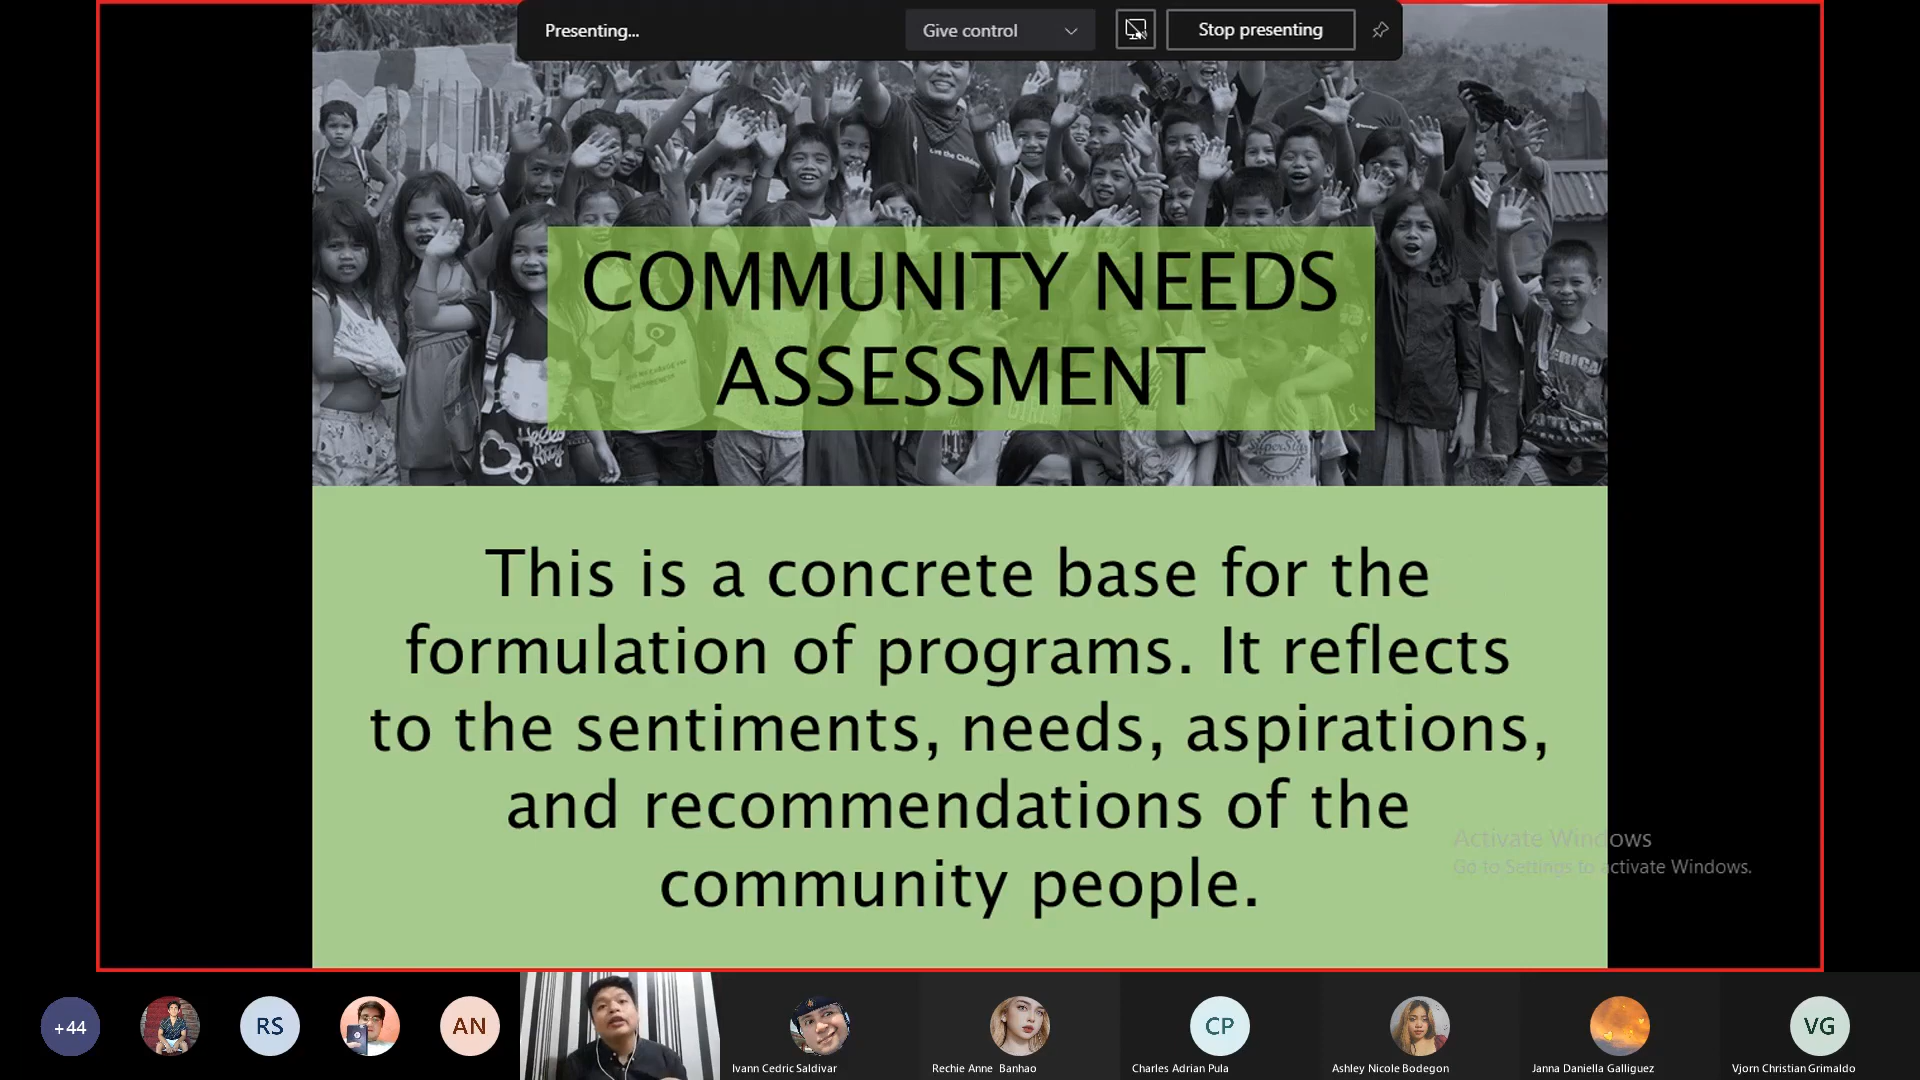 Presenting...
Give control
Stop presenting
COMMUNITY NEEDS
ASSESSMENT
This is a concrete base for the
formulation of programs. It reflects
to the sentiments, needs, aspirations,
and recommendations of the
community people.
Activate Windows
Go to Settings to activate Windows.
+44
RS
AN
CP
VG
Ivann Cedric Saldivar
Rechie Anne Banhao
Charles Adrian Pula
Ashley Nicole Bodegon
Janna Daniella Galliguez
Vjorn Christian Grimaldo